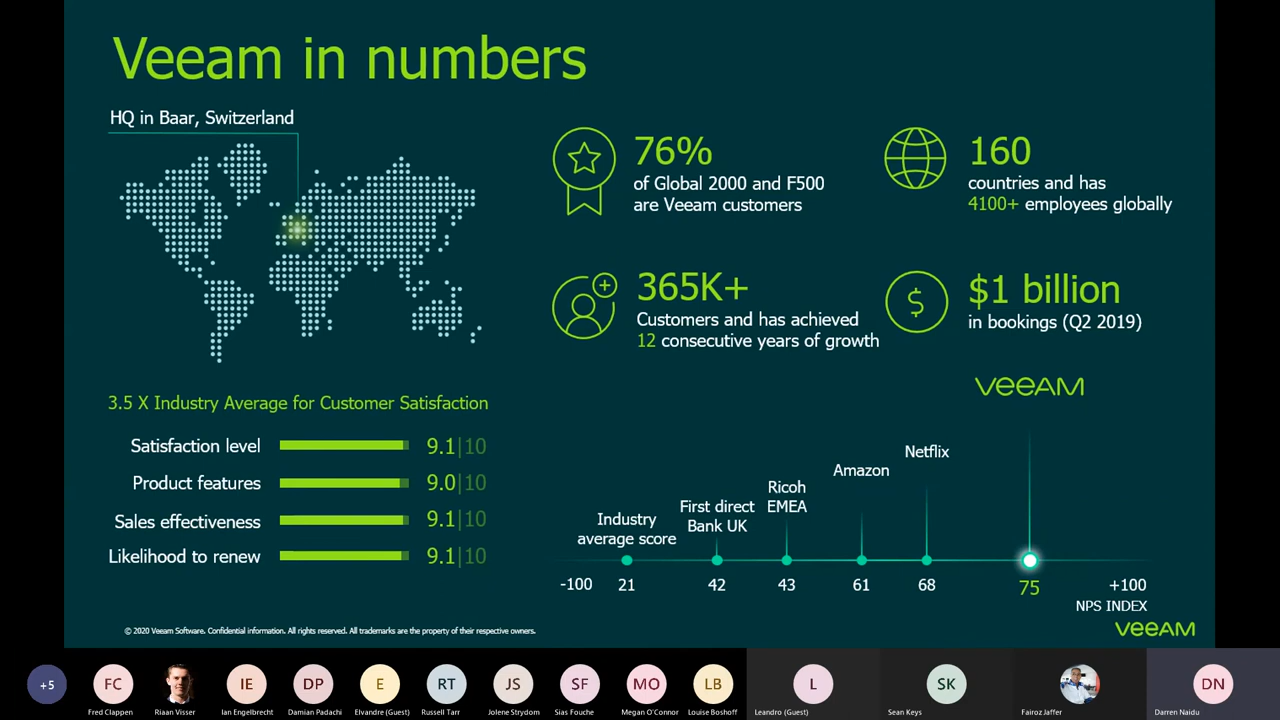 Veeam in numbers
HQ in Baar, Switzerland
76%
of Global 2000 and F500
are Veeam customers
160
countries and has
4100+ employees globally
365K+
Customers and has achieved
12 consecutive years of growth
$1 billion
in bookings (Q2 2019)
3.5 X Industry Average for Customer Satisfaction
Satisfaction level 9.1|10
Product features 9.0|10
Sales effectiveness 9.1|10
Likelihood to renew 9.1|10
VEEAM
Netflix
Amazon
Ricoh
EMEA
First direct
Bank UK
Industry
average score
-100 21 42 43 61 68 75 +100
NPS INDEX
© 2020 Veeam Software. Confidential information. All rights reserved. All trademarks are the property of their respective owners.
VEEAM
+5 FC IE DP E RT JS SF MO LB L SK DN
Fred Clappen Riaan Visser Ian Engelbrecht Damian Padachi Elvandre (Guest) Russell Tarr Jolene Strydom Sias Fouche Megan O'Connor Louise Boshoff Leandro (Guest) Sean Keys Fairoz Jaffer Darren Naidu